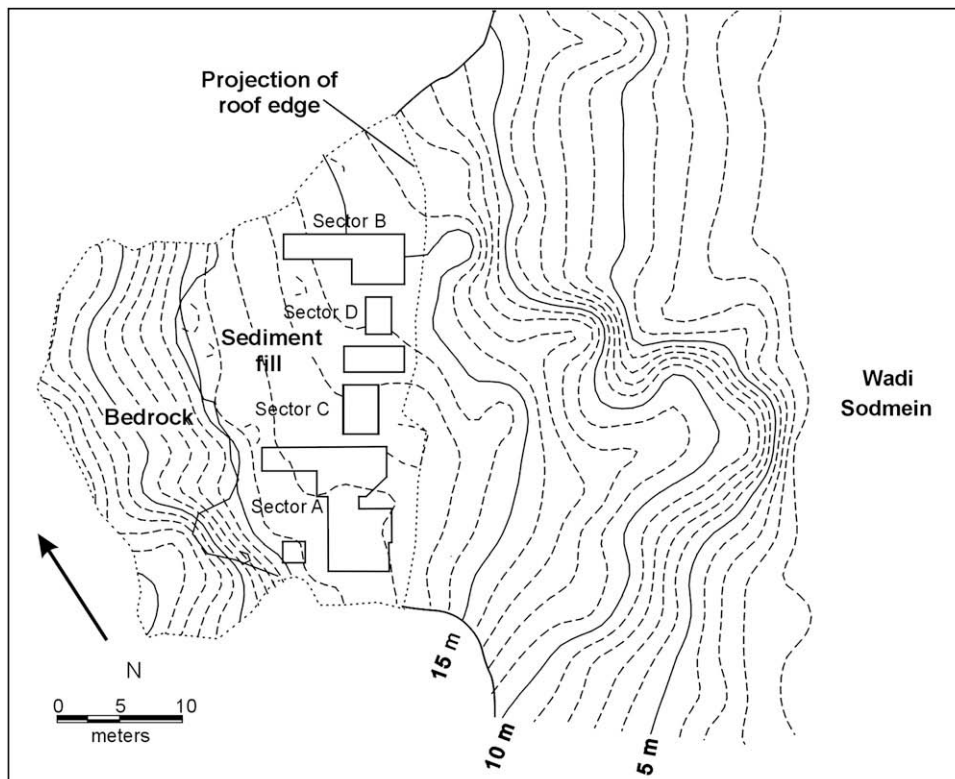 Projection of
roof edge
Sector B
Sector D
Sediment
fill
Wadi
Sodmein
Sector C
Bedrock
Sector A
N
0 5 10
meters
15 m
10 m
5 m